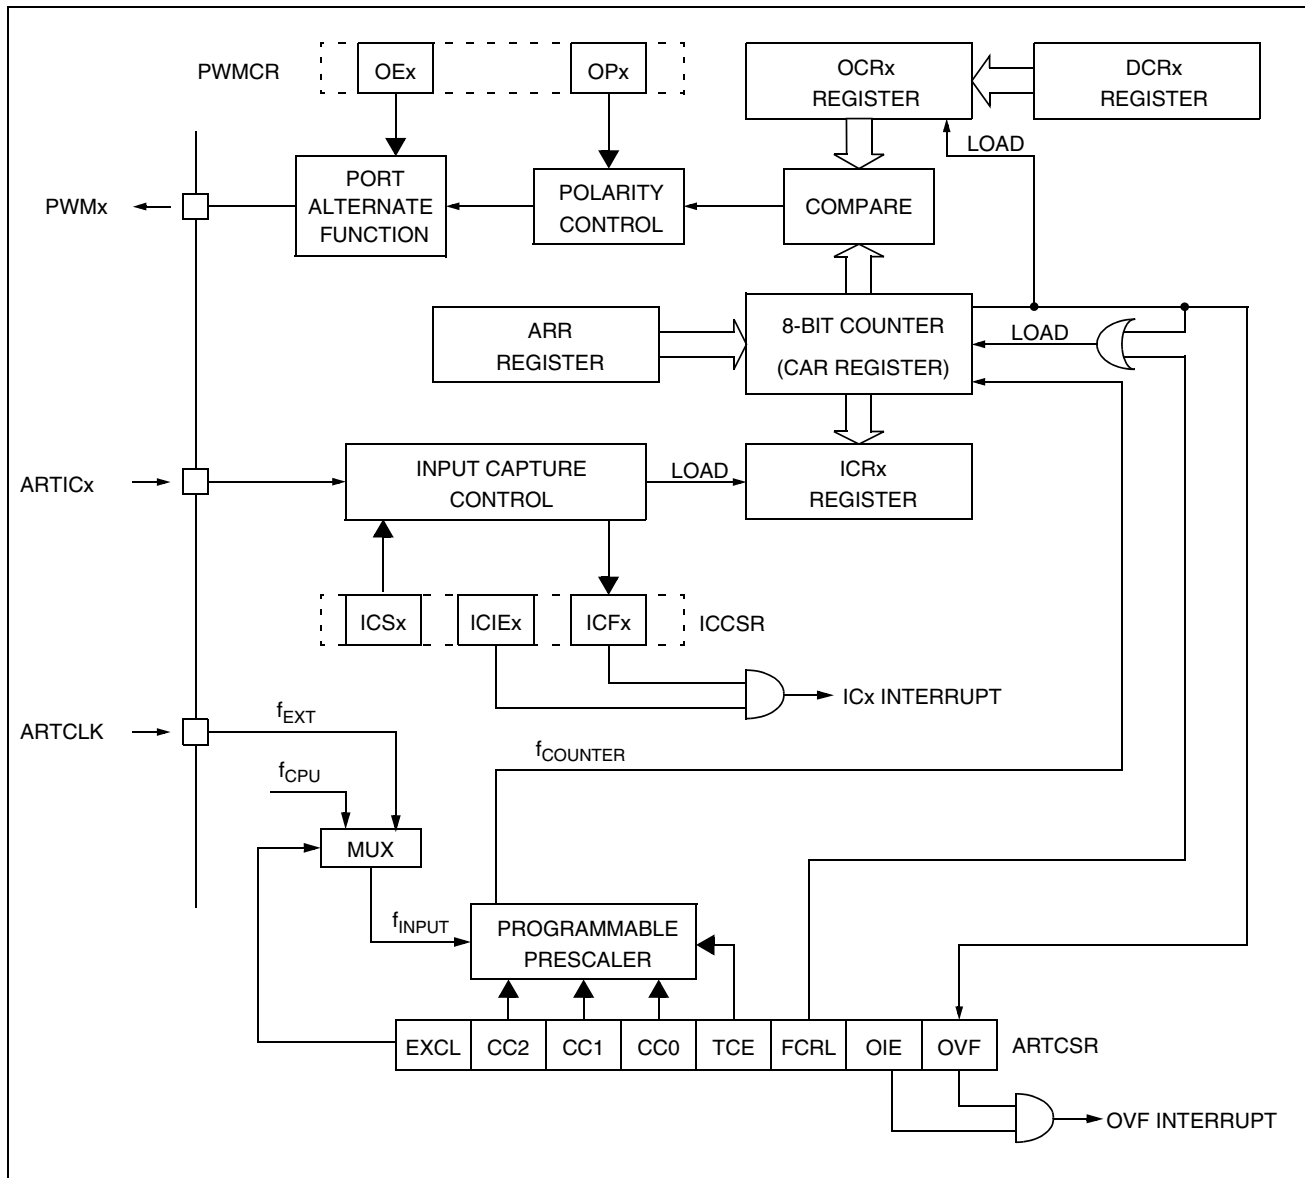 PWMCR
OEx
OPx
OCRx
REGISTER
DCRx
REGISTER
LOAD
PWMx
PORT
ALTERNATE
FUNCTION
POLARITY
CONTROL
COMPARE
ARR
REGISTER
8-BIT COUNTER
(CAR REGISTER)
LOAD
ARTICx
INPUT CAPTURE
CONTROL
LOAD
ICRx
REGISTER
ICSx
ICIEx
ICFx
ICCSR
ICx INTERRUPT
ARTCLK
fEXT
fCPU
fCOUNTER
MUX
fINPUT
PROGRAMMABLE
PRESCALER
EXCL
CC2
CC1
CC0
TCE
FCRL
OIE
OVF
ARTCSR
OVF INTERRUPT